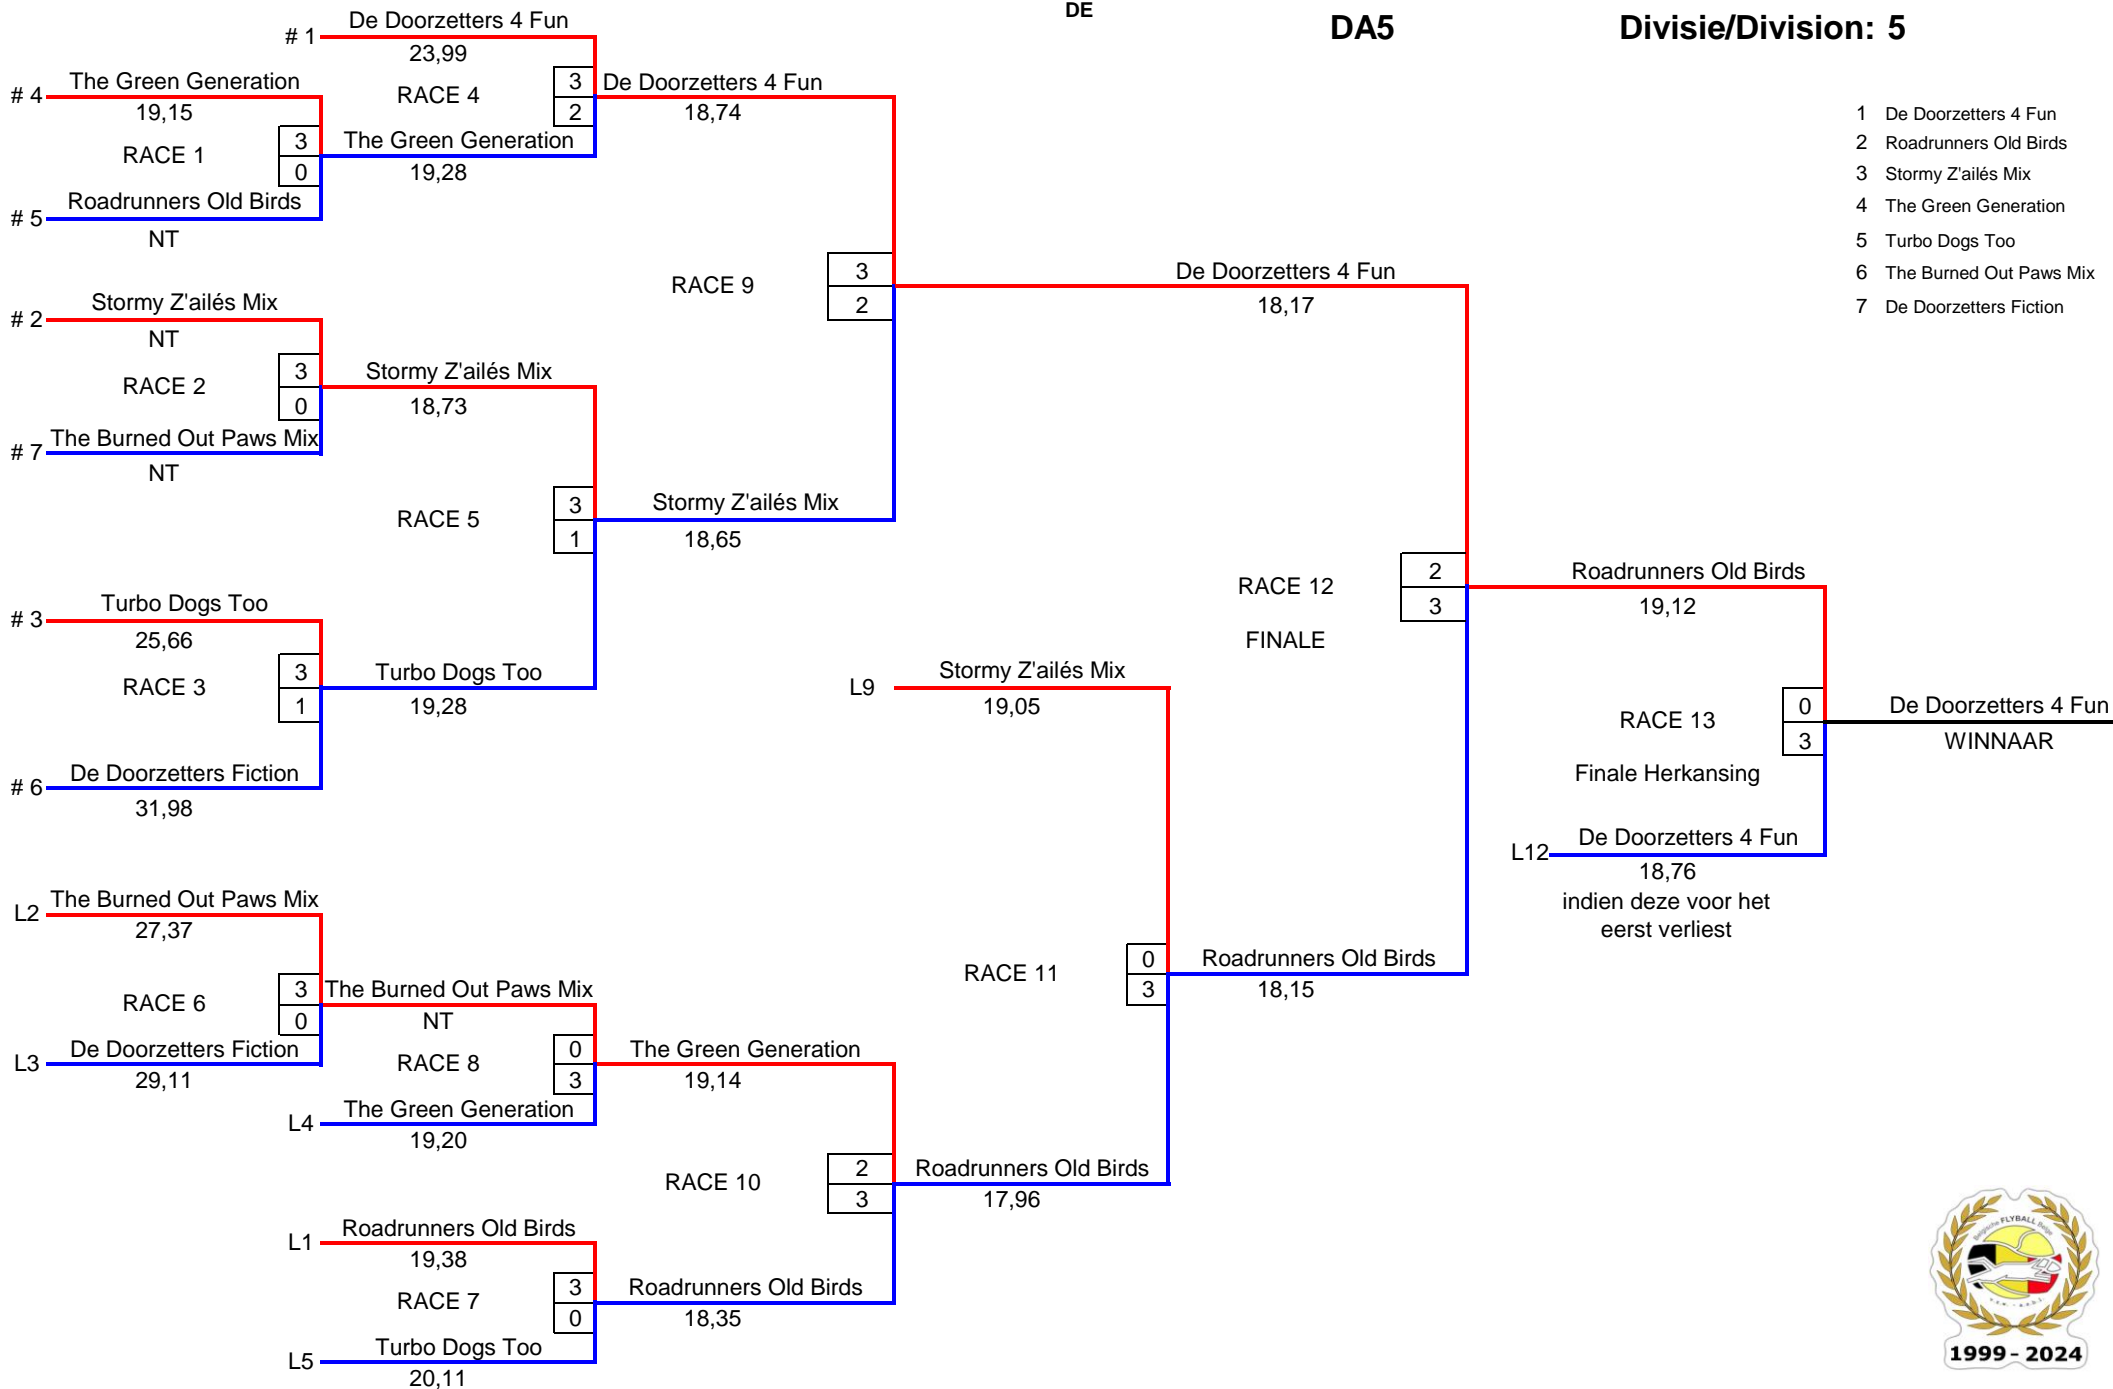 DE
DA5
Divisie/Division: 5
1 De Doorzetters 4 Fun
2 Roadrunners Old Birds
3 Stormy Z'ailés Mix
4 The Green Generation
5 Turbo Dogs Too
6 The Burned Out Paws Mix
7 De Doorzetters Fiction
# 1
De Doorzetters 4 Fun
23,99
RACE 4
3
2
The Green Generation
19,28
# 4
The Green Generation
19,15
RACE 1
3
0
# 5
Roadrunners Old Birds
NT
# 2
Stormy Z'ailés Mix
NT
RACE 2
3
0
# 7
The Burned Out Paws Mix
NT
Stormy Z'ailés Mix
18,73
RACE 5
3
1
# 3
Turbo Dogs Too
25,66
RACE 3
3
1
# 6
De Doorzetters Fiction
31,98
Turbo Dogs Too
19,28
De Doorzetters 4 Fun
18,74
RACE 9
3
2
Stormy Z'ailés Mix
18,65
De Doorzetters 4 Fun
18,17
RACE 12
2
3
FINALE
L9
Stormy Z'ailés Mix
19,05
RACE 11
0
3
Roadrunners Old Birds
18,15
Roadrunners Old Birds
19,12
RACE 13
0
3
Finale Herkansing
De Doorzetters 4 Fun
WINNAAR
L12
De Doorzetters 4 Fun
18,76
indien deze voor het
eerst verliest
L2
The Burned Out Paws Mix
27,37
RACE 6
3
0
L3
De Doorzetters Fiction
29,11
The Burned Out Paws Mix
NT
RACE 8
0
3
L4
The Green Generation
19,20
The Green Generation
19,14
RACE 10
2
3
Roadrunners Old Birds
17,96
L1
Roadrunners Old Birds
19,38
RACE 7
3
0
L5
Turbo Dogs Too
20,11
Roadrunners Old Birds
18,35
Belgische FLYBALL Belge
1999 - 2024